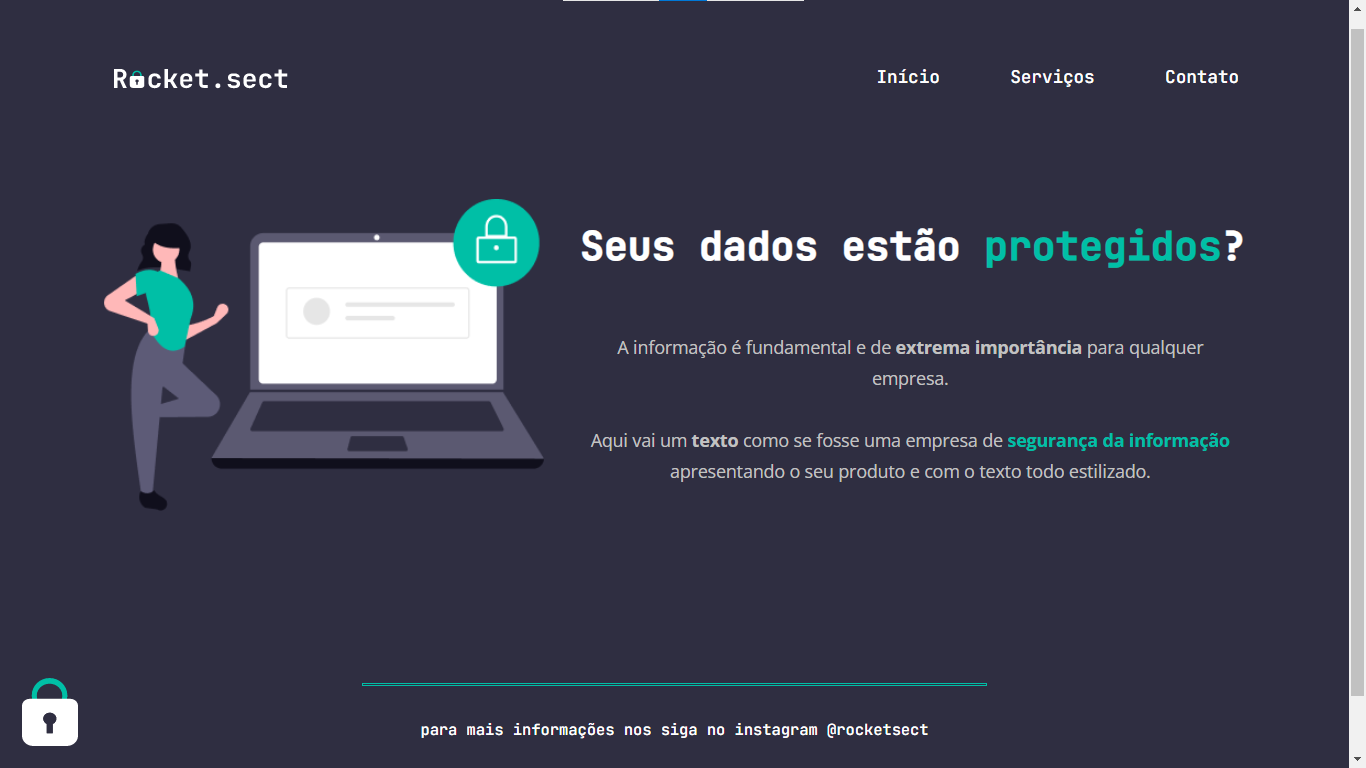 Rocket.sect
Início Serviços Contato
Seus dados estão protegidos?
A informação é fundamental e de extrema importância para qualquer
empresa.
Aqui vai um texto como se fosse uma empresa de segurança da informação
apresentando o seu produto e com o texto todo estilizado.
para mais informações nos siga no instagram @rocketsect